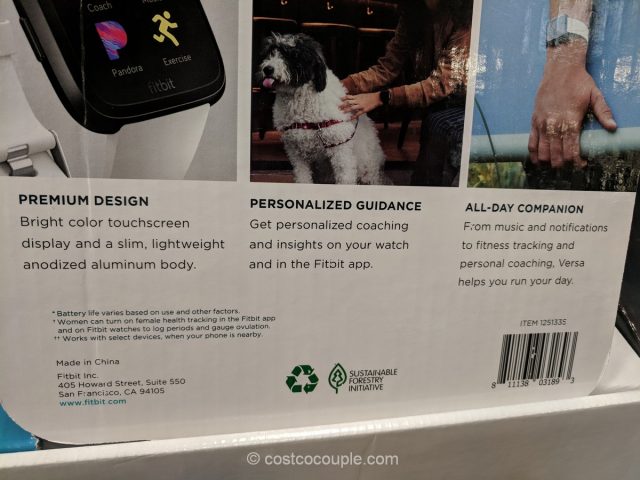 Coach
Pandora
Exercise
fitbit
PREMIUM DESIGN
Bright color touchscreen
display and a slim, lightweight
anodized aluminum body.
PERSONALIZED GUIDANCE
Get personalized coaching
and insights on your watch
and in the Fitbit app.
ALL-DAY COMPANION
From music and notifications
to fitness tracking and
personal coaching, Versa
helps you run your day.
* Battery life varies based on use and other factors.
† Women can turn on female health tracking in the Fitbit app
and on Fitbit watches to log periods and gauge ovulation.
†† Works with select devices, when your phone is nearby.
Made in China
Fitbit Inc.
405 Howard Street, Suite 550
San Francisco, CA 94105
www.fitbit.com
SUSTAINABLE
FORESTRY
INITIATIVE
ITEM 1251335
8 11138 03189 3
© costcocouple.com